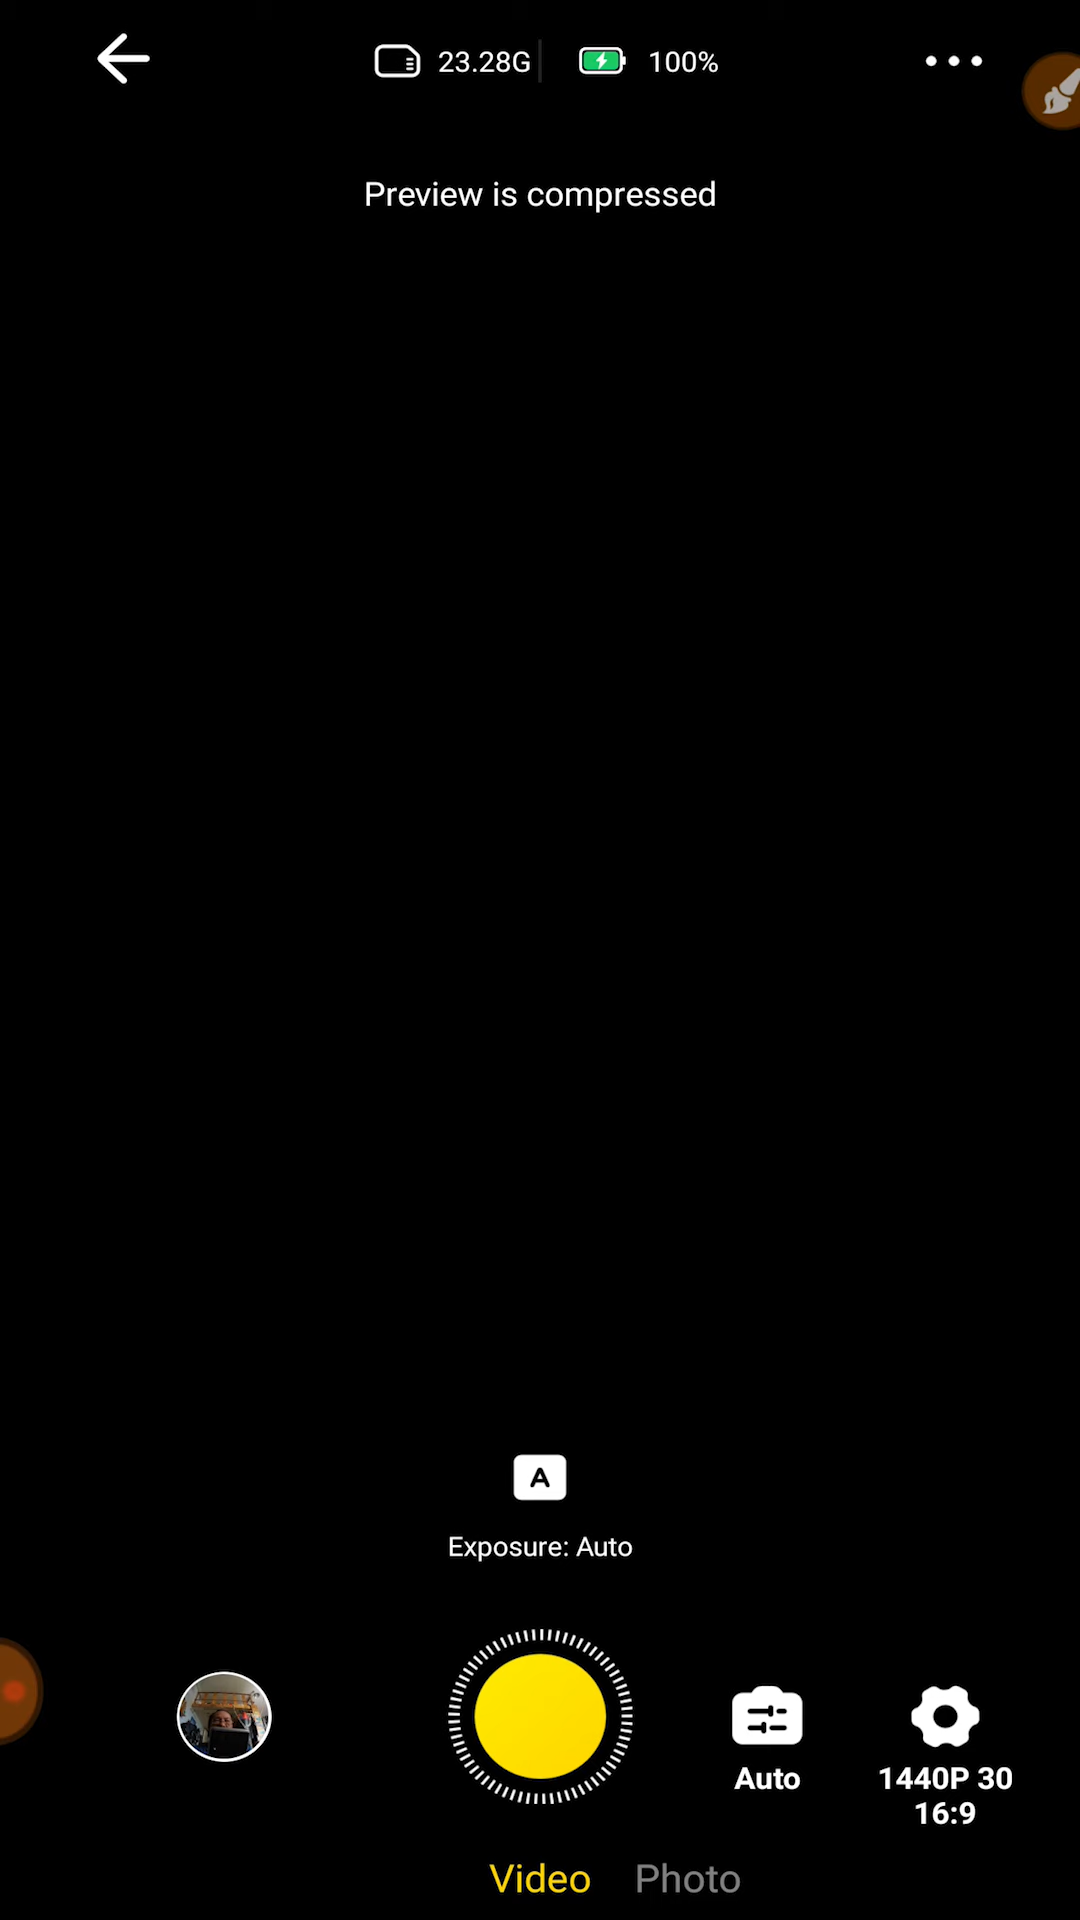 23.28G 100%
Preview is compressed
A
Exposure: Auto
Auto
1440P 30
16:9
Video Photo